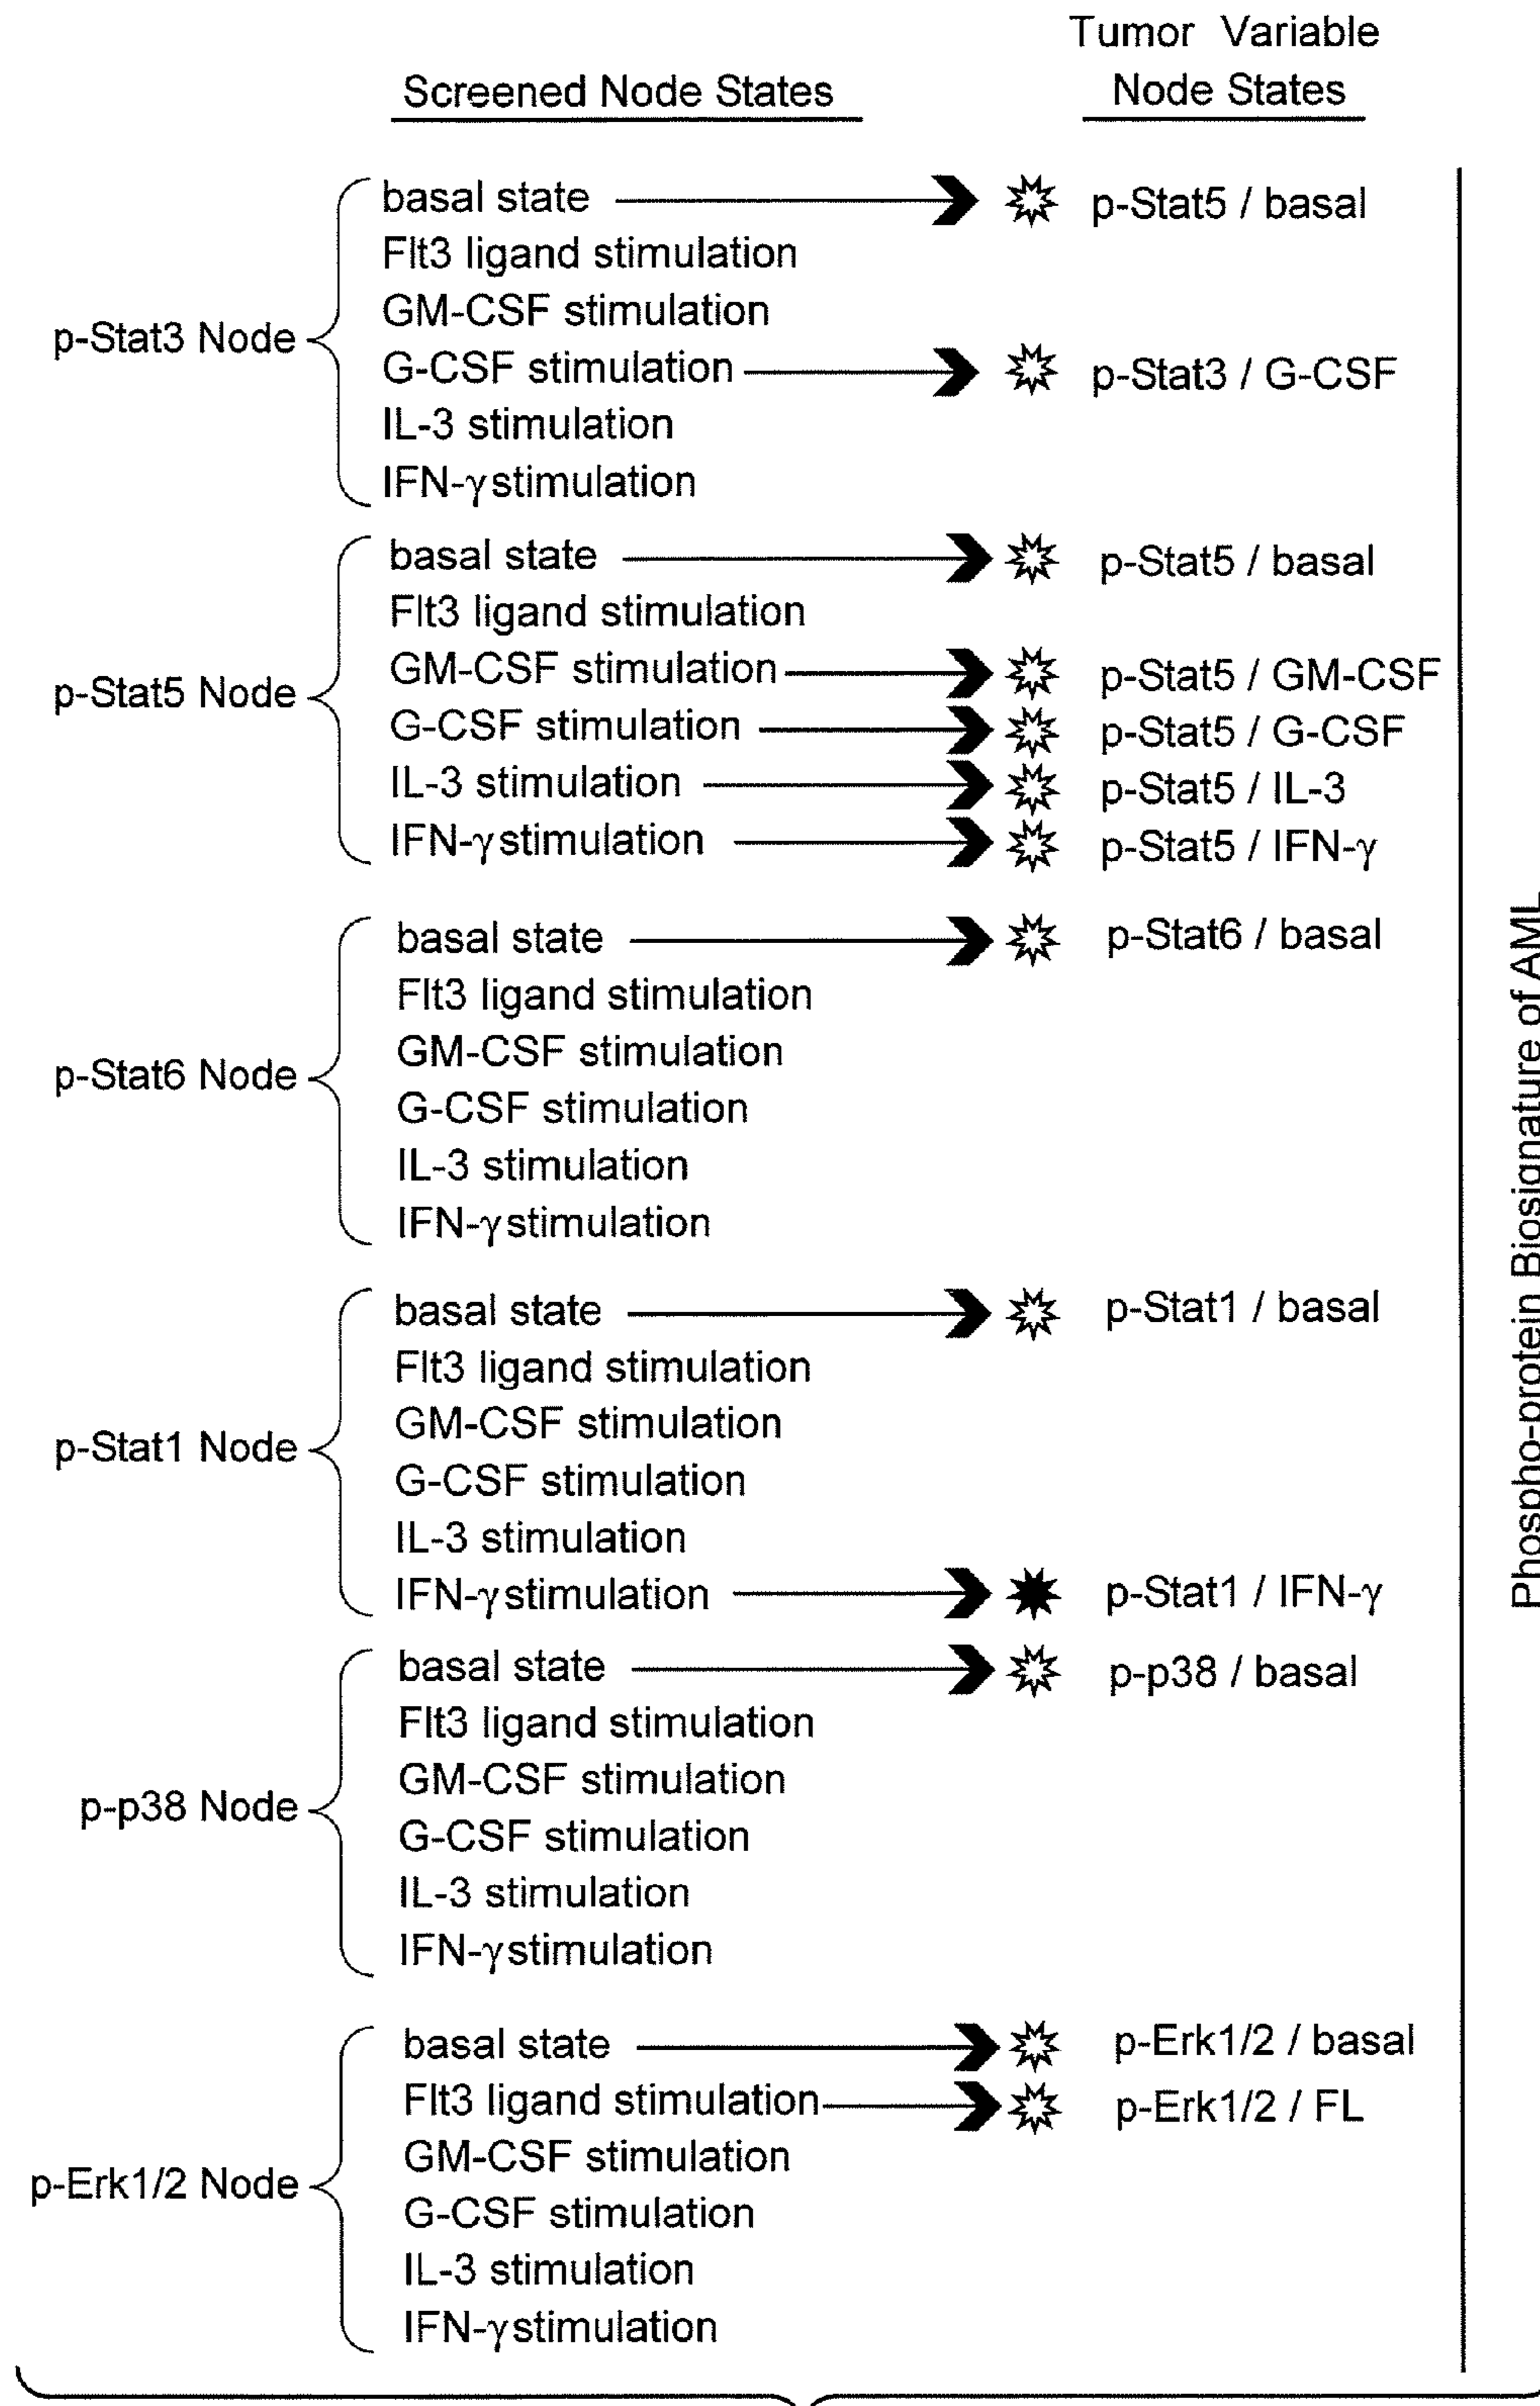 Tumor Variable
Screened Node States Node States
basal state p-Stat5 / basal
Flt3 ligand stimulation
GM-CSF stimulation
p-Stat3 Node
G-CSF stimulation p-Stat3 / G-CSF
IL-3 stimulation
IFN-γ stimulation
basal state p-Stat5 / basal
Flt3 ligand stimulation
GM-CSF stimulation p-Stat5 / GM-CSF
p-Stat5 Node
G-CSF stimulation p-Stat5 / G-CSF
IL-3 stimulation p-Stat5 / IL-3
IFN-γ stimulation p-Stat5 / IFN-γ
basal state p-Stat6 / basal
Flt3 ligand stimulation
GM-CSF stimulation
p-Stat6 Node
G-CSF stimulation
IL-3 stimulation
IFN-γ stimulation
basal state p-Stat1 / basal
Flt3 ligand stimulation
GM-CSF stimulation
p-Stat1 Node
G-CSF stimulation
IL-3 stimulation
IFN-γ stimulation p-Stat1 / IFN-γ
basal state p-p38 / basal
Flt3 ligand stimulation
GM-CSF stimulation
p-p38 Node
G-CSF stimulation
IL-3 stimulation
IFN-γ stimulation
basal state p-Erk1/2 / basal
Flt3 ligand stimulation p-Erk1/2 / FL
GM-CSF stimulation
p-Erk1/2 Node
G-CSF stimulation
IL-3 stimulation
IFN-γ stimulation
Phospho-protein Biosignature of AML